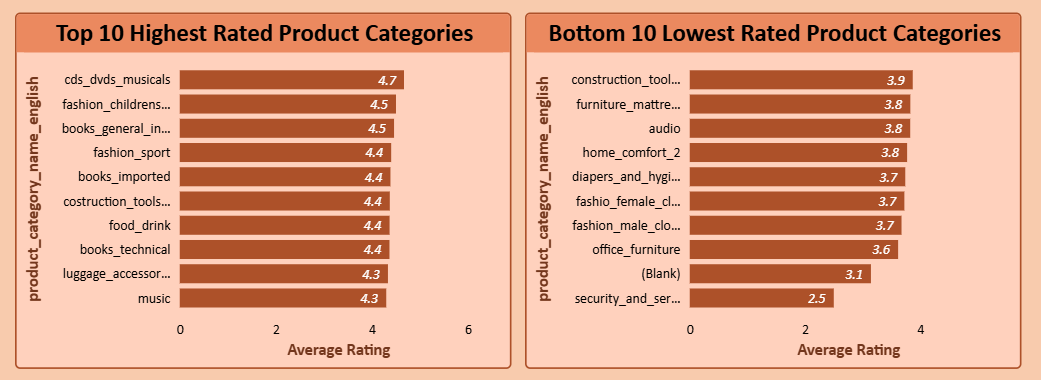 Top 10 Highest Rated Product Categories
product_category_name_english
cds_dvds_musicals 4.7
fashion_childrens... 4.5
books_general_in... 4.5
fashion_sport 4.4
books_imported 4.4
costruction_tools... 4.4
food_drink 4.4
books_technical 4.4
luggage_accessor... 4.3
music 4.3
0 2 4 6
Average Rating
Bottom 10 Lowest Rated Product Categories
product_category_name_english
construction_tool... 3.9
furniture_mattre... 3.8
audio 3.8
home_comfort_2 3.8
diapers_and_hygi... 3.7
fashio_female_cl... 3.7
fashion_male_clo... 3.7
office_furniture 3.6
(Blank) 3.1
security_and_ser... 2.5
0 2 4
Average Rating